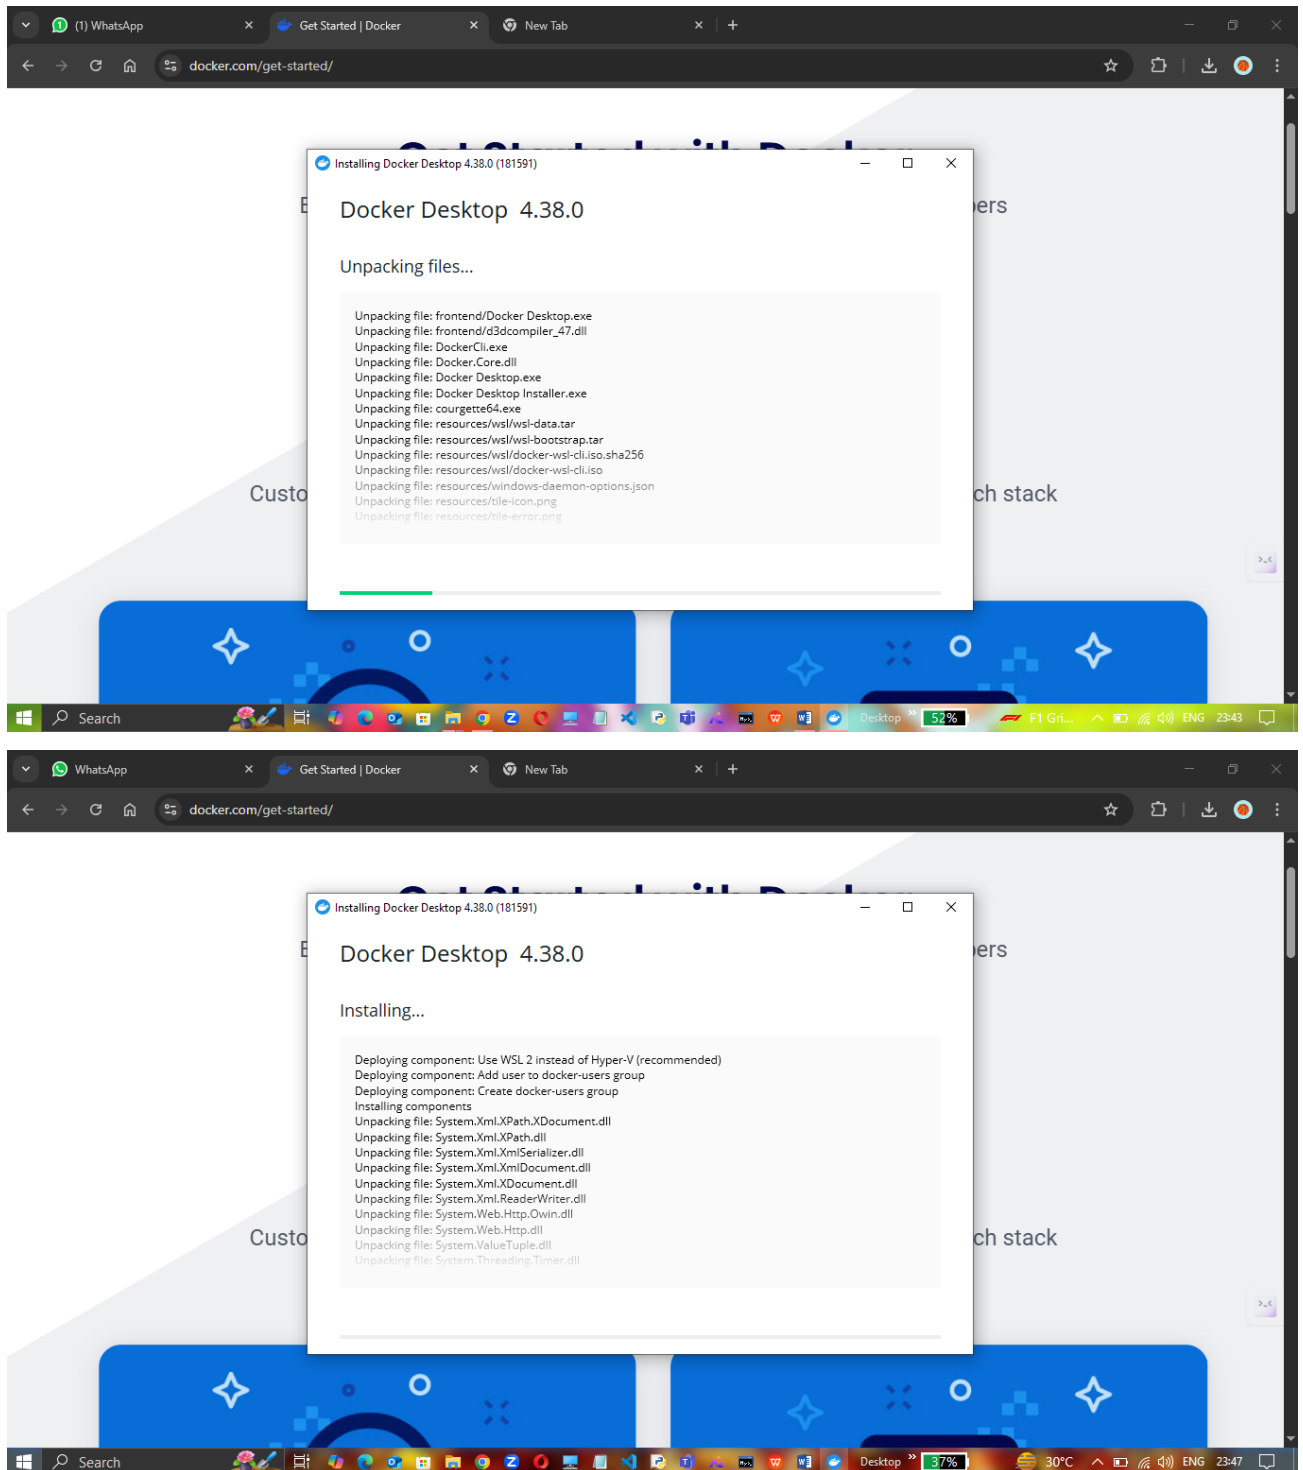 (1) WhatsApp
Get Started | Docker
New Tab
docker.com/get-started/
Installing Docker Desktop 4.38.0 (181591)
Docker Desktop 4.38.0
Unpacking files...
Unpacking file: frontend/Docker Desktop.exe
Unpacking file: frontend/d3dcompiler_47.dll
Unpacking file: DockerCli.exe
Unpacking file: Docker.Core.dll
Unpacking file: Docker Desktop.exe
Unpacking file: Docker Desktop Installer.exe
Unpacking file: courgette64.exe
Unpacking file: resources/wsl/wsl-data.tar
Unpacking file: resources/wsl/wsl-bootstrap.tar
Unpacking file: resources/wsl/docker-wsl-cli.iso.sha256
Unpacking file: resources/wsl/docker-wsl-cli.iso
Unpacking file: resources/windows-daemon-options.json
Unpacking file: resources/tile-icon.png
Unpacking file: resources/tile-error.png
Custo
ch stack
Search
Desktop
52%
F1 Gri...
ENG
23:43
WhatsApp
Get Started | Docker
New Tab
docker.com/get-started/
Installing Docker Desktop 4.38.0 (181591)
Docker Desktop 4.38.0
Installing...
Deploying component: Use WSL 2 instead of Hyper-V (recommended)
Deploying component: Add user to docker-users group
Deploying component: Create docker-users group
Installing components
Unpacking file: System.Xml.XPath.XDocument.dll
Unpacking file: System.Xml.XPath.dll
Unpacking file: System.Xml.XmlSerializer.dll
Unpacking file: System.Xml.XmlDocument.dll
Unpacking file: System.Xml.XDocument.dll
Unpacking file: System.Xml.ReaderWriter.dll
Unpacking file: System.Web.Http.Owin.dll
Unpacking file: System.Web.Http.dll
Unpacking file: System.ValueTuple.dll
Unpacking file: System.Threading.Timer.dll
Custo
ch stack
Search
Desktop
37%
30°C
ENG
23:47